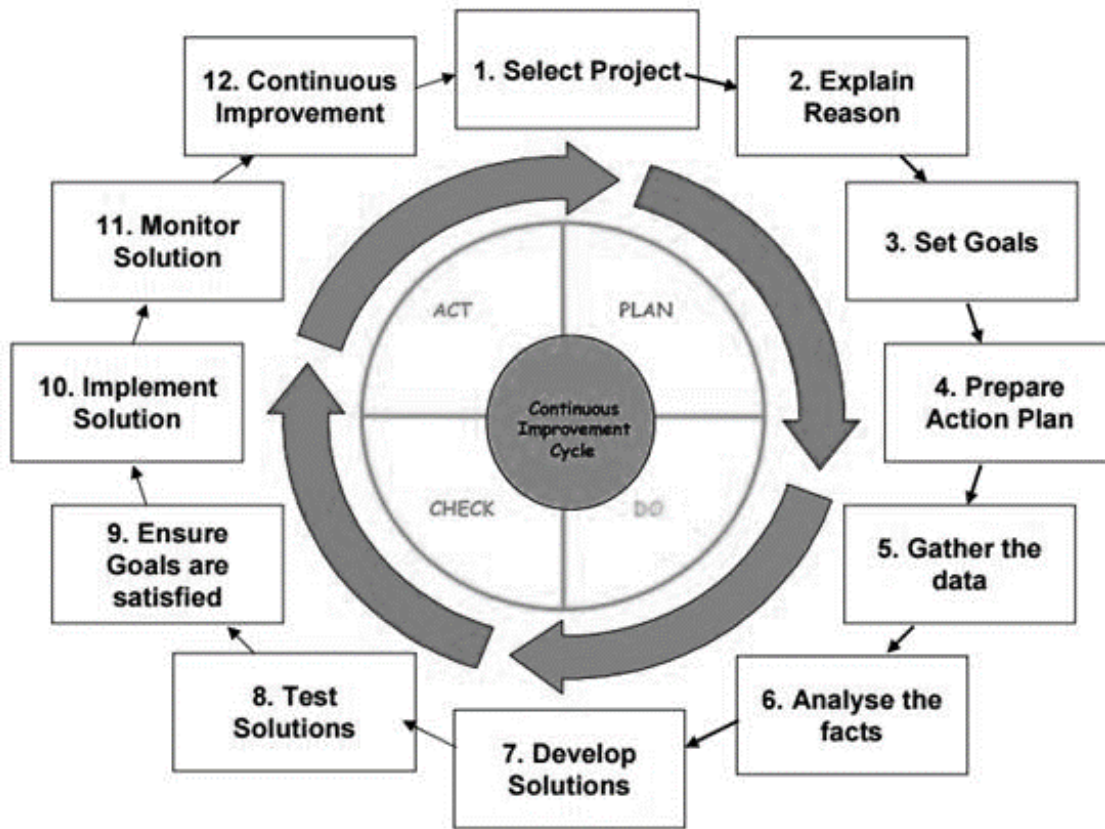 1. Select Project
2. Explain
Reason
3. Set Goals
4. Prepare
Action Plan
5. Gather the
data
6. Analyse the
facts
7. Develop
Solutions
8. Test
Solutions
9. Ensure
Goals are
satisfied
10. Implement
Solution
11. Monitor
Solution
12. Continuous
Improvement
ACT
PLAN
Continuous
Improvement
Cycle
CHECK
DO